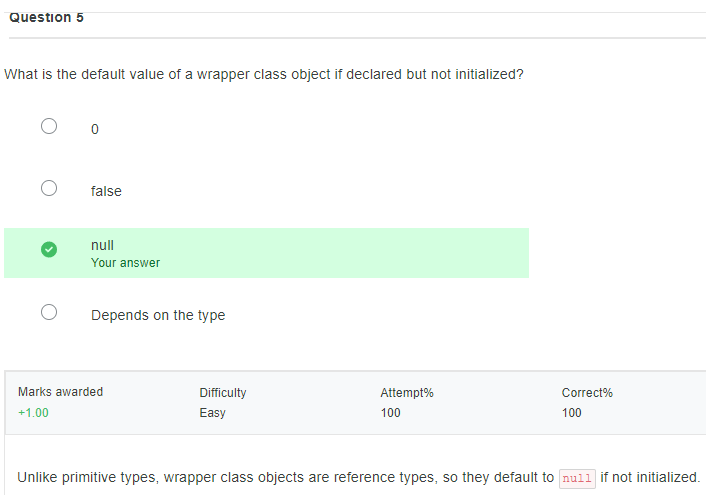 Question 5
What is the default value of a wrapper class object if declared but not initialized?
0
false
null
Your answer
Depends on the type
Marks awarded Difficulty Attempt% Correct%
+1.00 Easy 100 100
Unlike primitive types, wrapper class objects are reference types, so they default to null if not initialized.